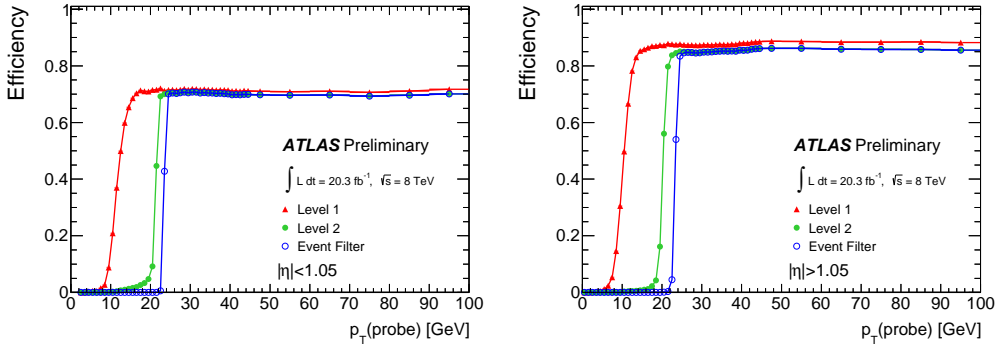 Efficiency
1
0.8
0.6
0.4
0.2
0
ATLAS Preliminary
∫ L dt = 20.3 fb⁻¹, √s = 8 TeV
Level 1
Level 2
Event Filter
|η|<1.05
0 10 20 30 40 50 60 70 80 90 100
p_T(probe) [GeV]
Efficiency
1
0.8
0.6
0.4
0.2
0
ATLAS Preliminary
∫ L dt = 20.3 fb⁻¹, √s = 8 TeV
Level 1
Level 2
Event Filter
|η|>1.05
0 10 20 30 40 50 60 70 80 90 100
p_T(probe) [GeV]